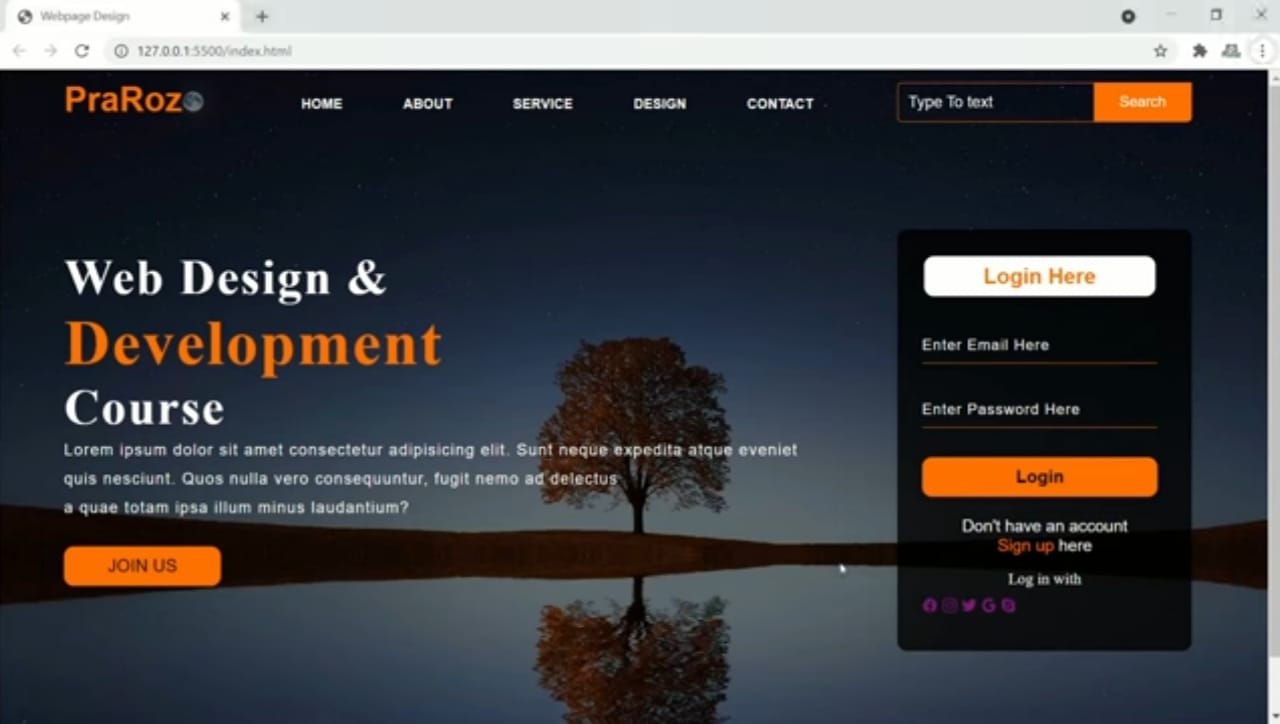 Webpage Design
127.0.0.1:5500/index.html
PraRoz
HOME ABOUT SERVICE DESIGN CONTACT
Type To text Search
Web Design &
Development
Course
Lorem ipsum dolor sit amet consectetur adipisicing elit. Sunt neque expedita atque eveniet
quis nesciunt. Quos nulla vero consequuntur, fugit nemo ad delectus
a quae totam ipsa illum minus laudantium?
JOIN US
Login Here
Enter Email Here
Enter Password Here
Login
Don't have an account
Sign up here
Log in with